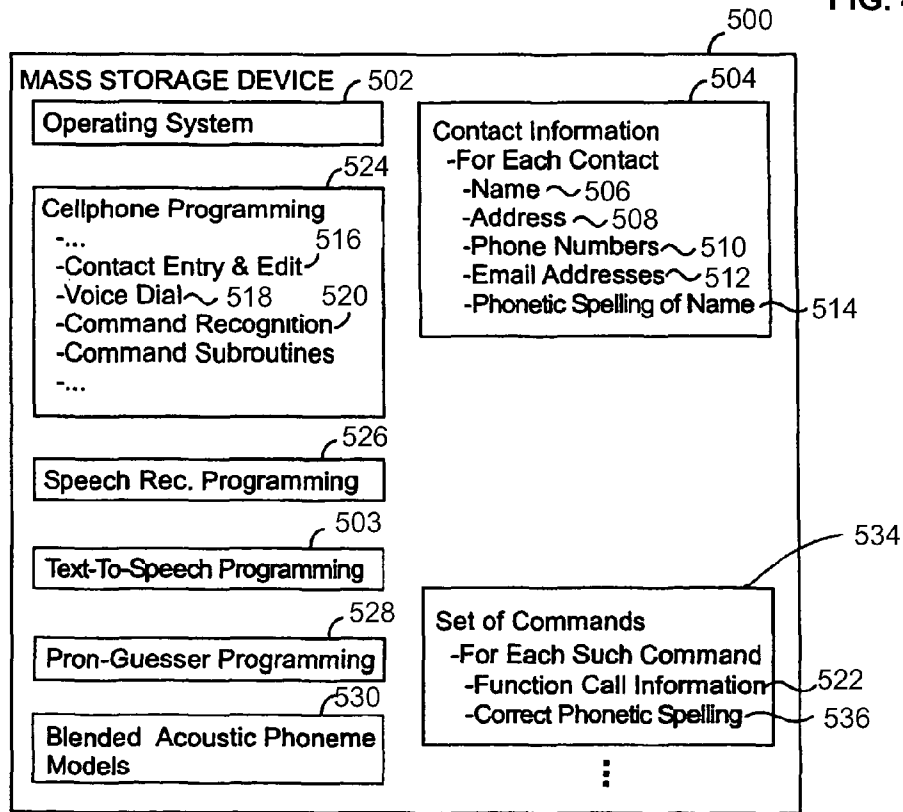 FIG.
500
MASS STORAGE DEVICE 502
Operating System
524
Cellphone Programming
-...
-Contact Entry & Edit 516
-Voice Dial 518
-Command Recognition 520
-Command Subroutines
-...
526
Speech Rec. Programming
503
Text-To-Speech Programming
528
Pron-Guesser Programming
530
Blended Acoustic Phoneme
Models
504
Contact Information
-For Each Contact
-Name 506
-Address 508
-Phone Numbers 510
-Email Addresses 512
-Phonetic Spelling of Name 514
534
Set of Commands
-For Each Such Command
-Function Call Information 522
-Correct Phonetic Spelling 536